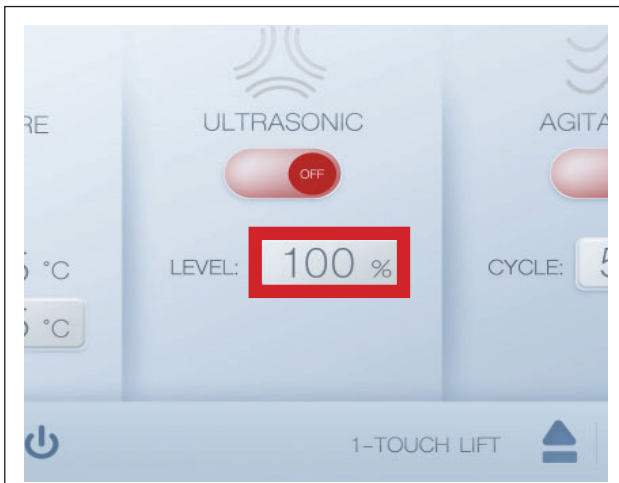 ULTRASONIC
OFF
LEVEL: 100 %
°C
°C
CYCLE:
1-TOUCH LIFT